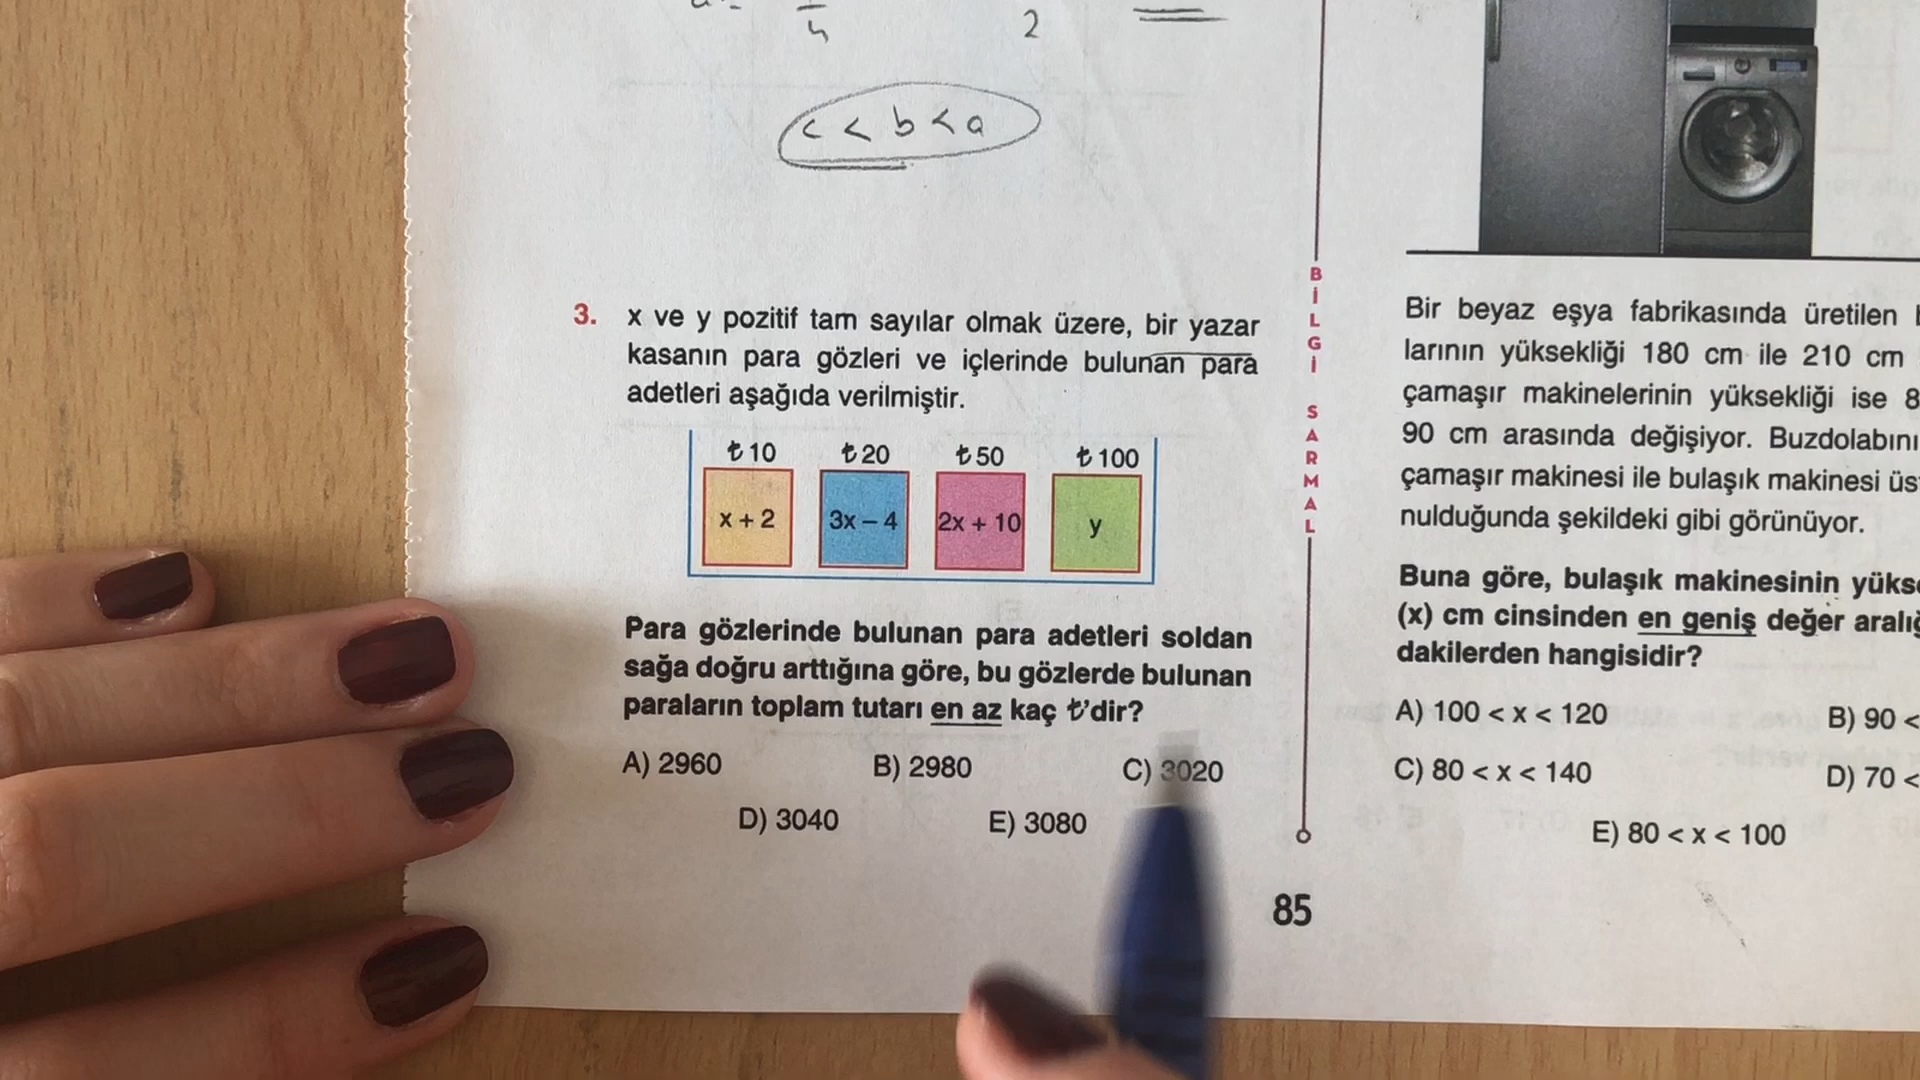 4
2
c < b < a
3. x ve y pozitif tam sayılar olmak üzere, bir yazar
kasanın para gözleri ve içlerinde bulunan para
adetleri aşağıda verilmiştir.
₺10 ₺20 ₺50 ₺100
x + 2 3x – 4 2x + 10 y
Para gözlerinde bulunan para adetleri soldan
sağa doğru arttığına göre, bu gözlerde bulunan
paraların toplam tutarı en az kaç ₺'dir?
A) 2960 B) 2980 C) 3020
D) 3040 E) 3080
BİLGİ SARMAL
85
Bir beyaz eşya fabrikasında üretilen
larının yüksekliği 180 cm ile 210 cm
çamaşır makinelerinin yüksekliği ise 8
90 cm arasında değişiyor. Buzdolabını
çamaşır makinesi ile bulaşık makinesi üs
nulduğunda şekildeki gibi görünüyor.
Buna göre, bulaşık makinesinin yükse
(x) cm cinsinden en geniş değer aralığ
dakilerden hangisidir?
A) 100 < x < 120 B) 90 <
C) 80 < x < 140 D) 70 <
E) 80 < x < 100